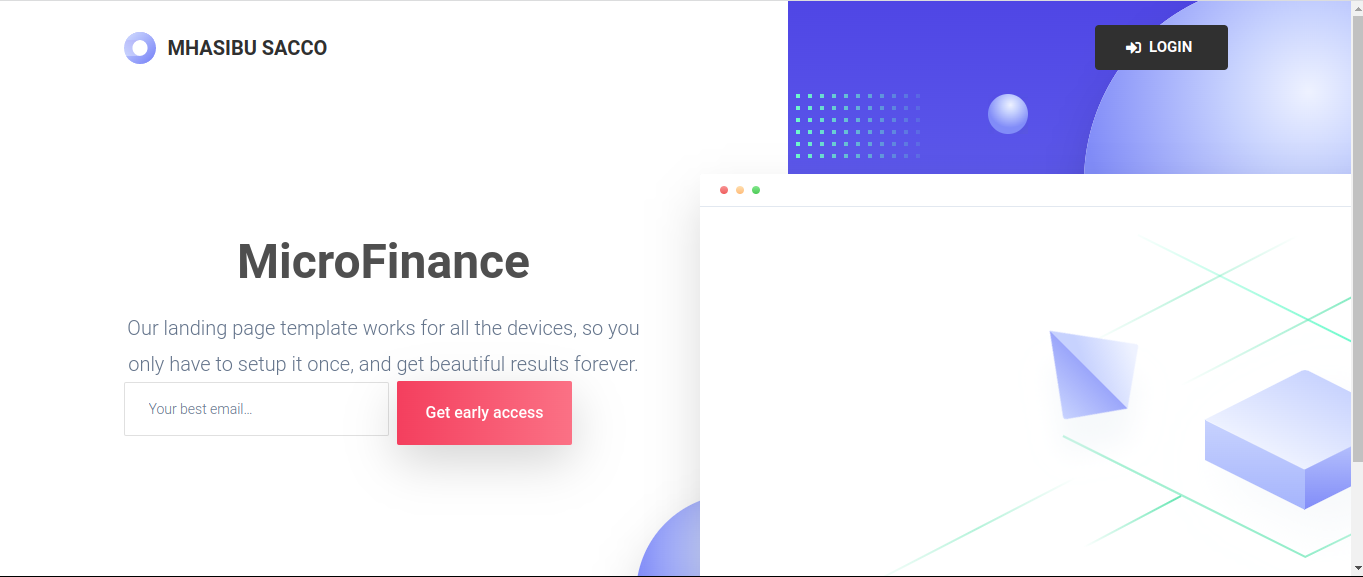 MHASIBU SACCO
LOGIN
MicroFinance
Our landing page template works for all the devices, so you
only have to setup it once, and get beautiful results forever.
Your best email...
Get early access